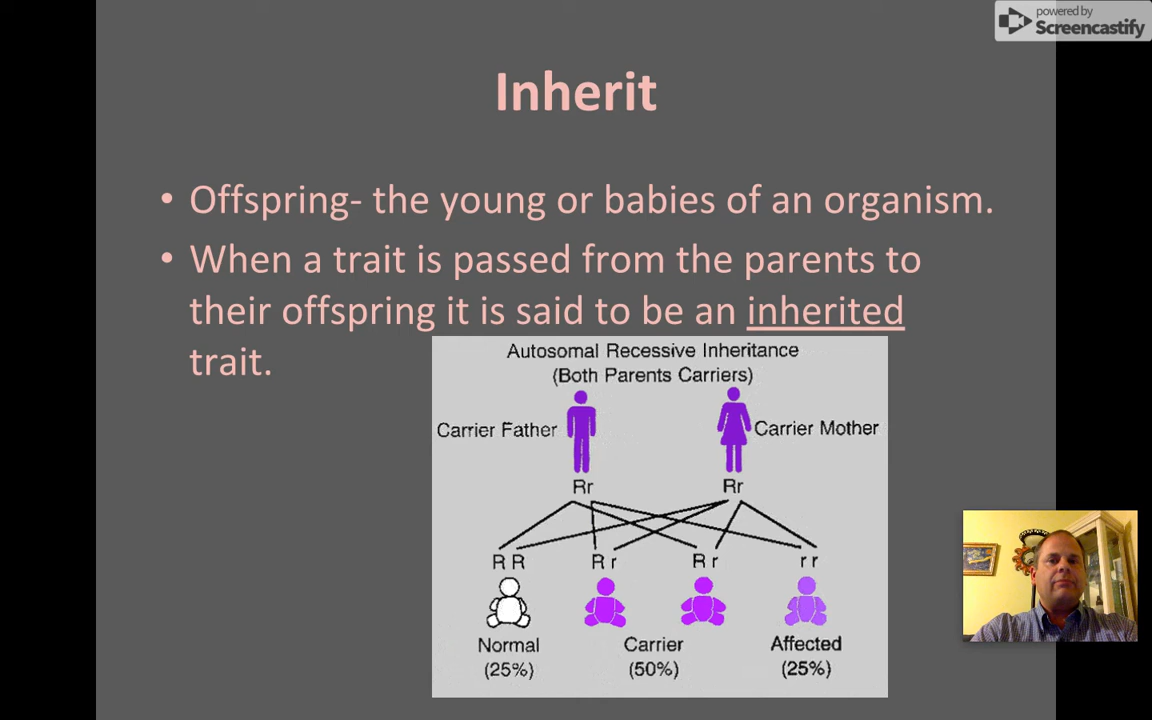 powered by
Screencastify
Inherit
• Offspring- the young or babies of an organism.
• When a trait is passed from the parents to
their offspring it is said to be an inherited
trait.
Autosomal Recessive Inheritance
(Both Parents Carriers)
Carrier Father
Carrier Mother
Rr Rr
R R R r R r r r
Normal Carrier Affected
(25%) (50%) (25%)